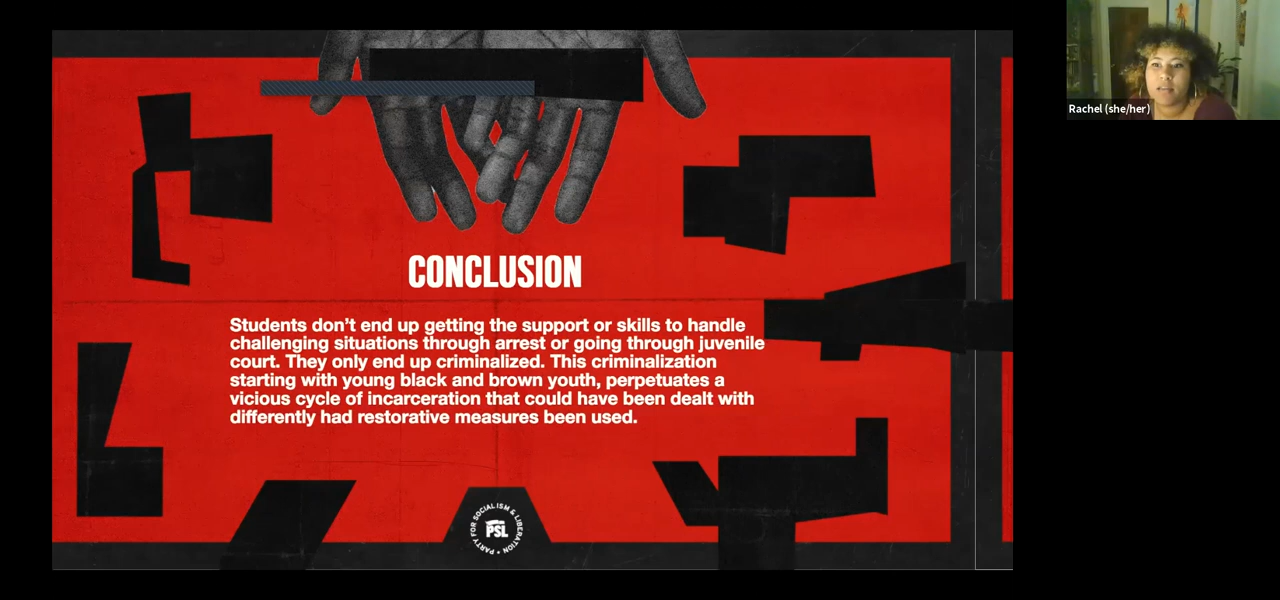 Rachel (she/her)
CONCLUSION
Students don't end up getting the support or skills to handle
challenging situations through arrest or going through juvenile
court. They only end up criminalized. This criminalization
starting with young black and brown youth, perpetuates a
vicious cycle of incarceration that could have been dealt with
differently had restorative measures been used.
PARTY FOR SOCIALISM & LIBERATION •
PSL